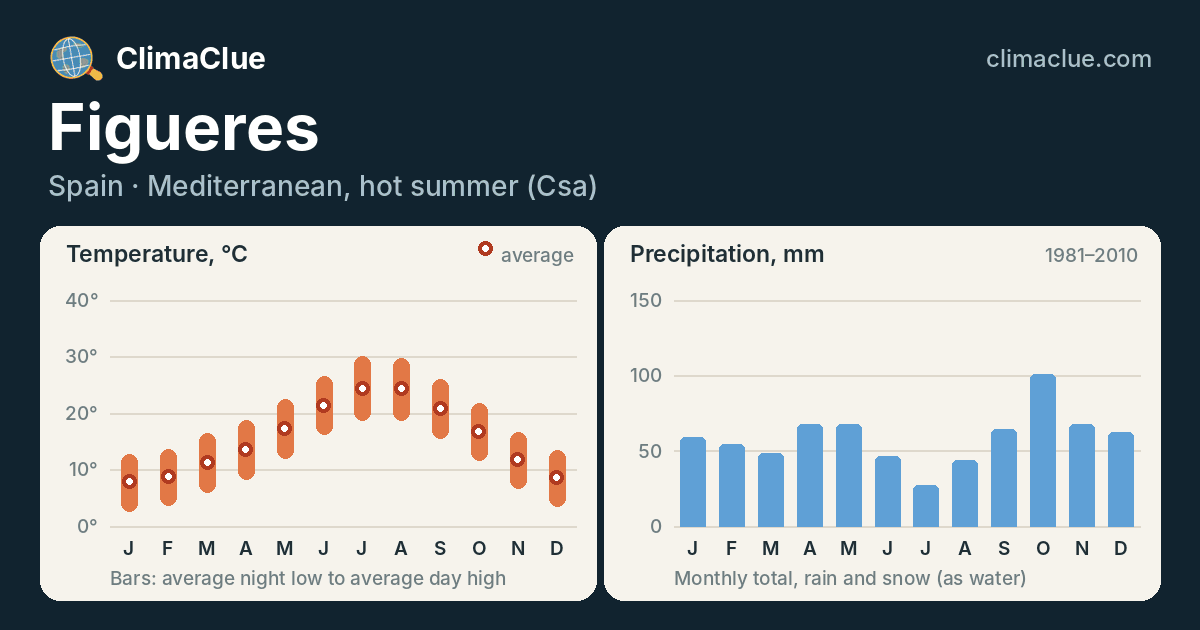 ClimaClue
climaclue.com
Figueres
Spain · Mediterranean, hot summer (Csa)
Temperature, °C
average
40°
30°
20°
10°
0°
J F M A M J J A S O N D
Bars: average night low to average day high
Precipitation, mm
1981–2010
150
100
50
0
J F M A M J J A S O N D
Monthly total, rain and snow (as water)